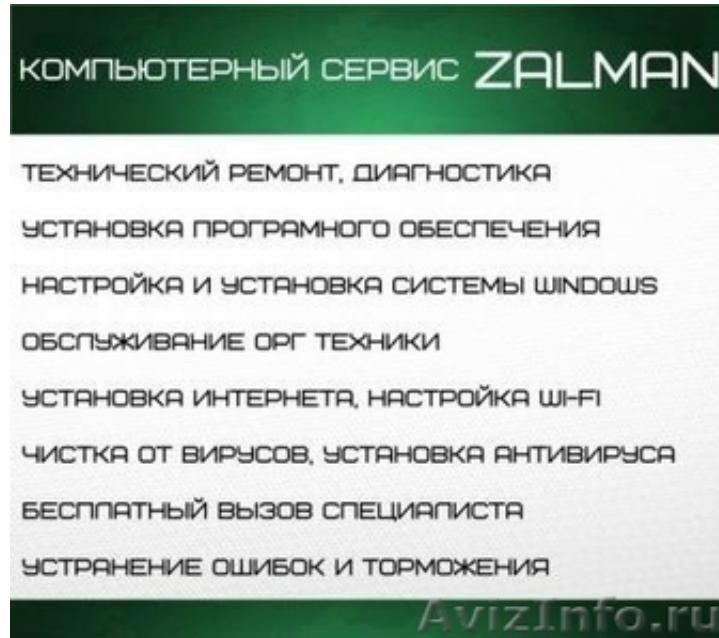 КОМПЬЮТЕРНЫЙ СЕРВИС ZALMAN
ТЕХНИЧЕСКИЙ РЕМОНТ, ДИАГНОСТИКА
УСТАНОВКА ПРОГРАМНОГО ОБЕСПЕЧЕНИЯ
НАСТРОЙКА И УСТАНОВКА СИСТЕМЫ WINDOWS
ОБСЛУЖИВАНИЕ ОРГ ТЕХНИКИ
УСТАНОВКА ИНТЕРНЕТА, НАСТРОЙКА WI-FI
ЧИСТКА ОТ ВИРУСОВ, УСТАНОВКА АНТИВИРУСА
БЕСПЛАТНЫЙ ВЫЗОВ СПЕЦИАЛИСТА
УСТРАНЕНИЕ ОШИБОК И ТОРМОЖЕНИЯ
AvizInfo.ru